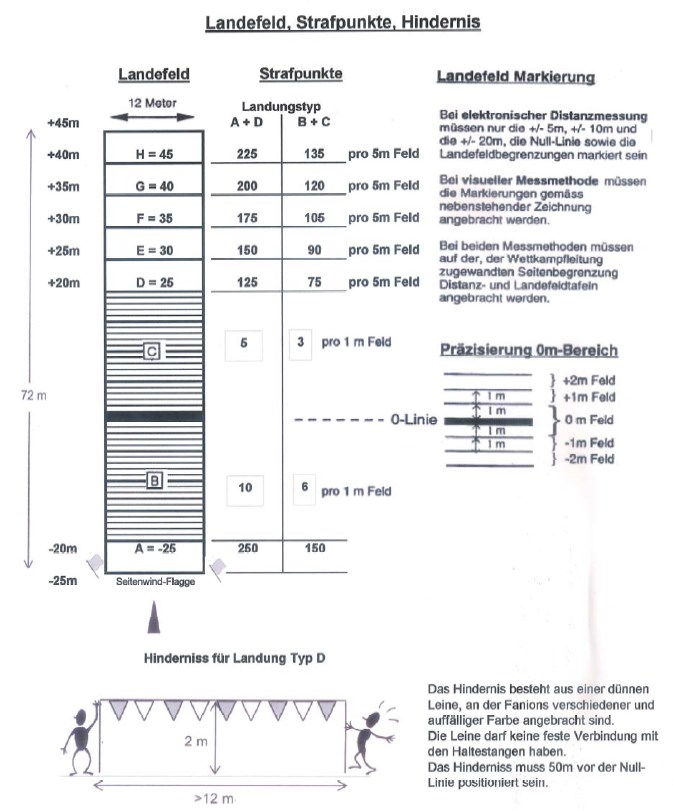 Landefeld, Strafpunkte, Hindernis
Landefeld
12 Meter
Strafpunkte
Landungstyp
A + D
B + C
+45m
+40m
H = 45
225
135
pro 5m Feld
+35m
G = 40
200
120
pro 5m Feld
+30m
F = 35
175
105
pro 5m Feld
+25m
E = 30
150
90
pro 5m Feld
+20m
D = 25
125
75
pro 5m Feld
C
5
3
pro 1 m Feld
72 m
0-Linie
B
10
6
pro 1 m Feld
-20m
A = -25
250
150
-25m
Seitenwind-Flagge
Landefeld Markierung
Bei elektronischer Distanzmessung
müssen nur die +/- 5m, +/- 10m und
die +/- 20m, die Null-Linie sowie die
Landefeldbegrenzungen markiert sein
Bei visueller Messmethode müssen
die Markierungen gemäss
nebenstehender Zeichnung
angebracht werden.
Bei beiden Messmethoden müssen
auf der, der Wettkampfleitung
zugewandten Seitenbegrenzung
Distanz- und Landefeldtafeln
angebracht werden.
Präzisierung 0m-Bereich
+2m Feld
1 m
+1m Feld
1 m
0 m Feld
1 m
-1m Feld
1 m
-2m Feld
Hinderniss für Landung Typ D
2 m
>12 m
Das Hindernis besteht aus einer dünnen
Leine, an der Fanions verschiedener und
auffälliger Farbe angebracht sind.
Die Leine darf keine feste Verbindung mit
den Haltestangen haben.
Das Hinderniss muss 50m vor der Null-
Linie positioniert sein.